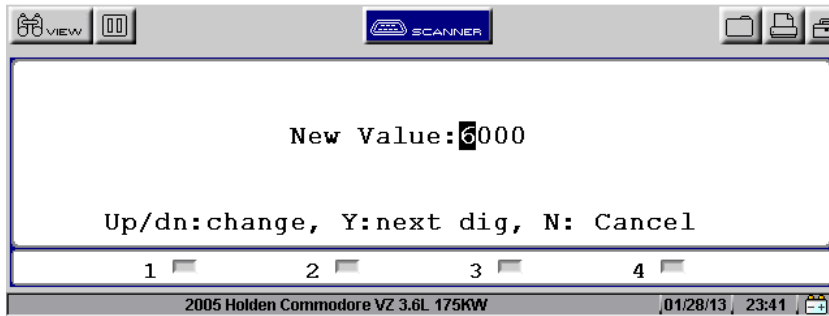 VIEW SCANNER
New Value:6000
Up/dn:change, Y:next dig, N: Cancel
1 2 3 4
2005 Holden Commodore VZ 3.6L 175KW 01/28/13 23:41